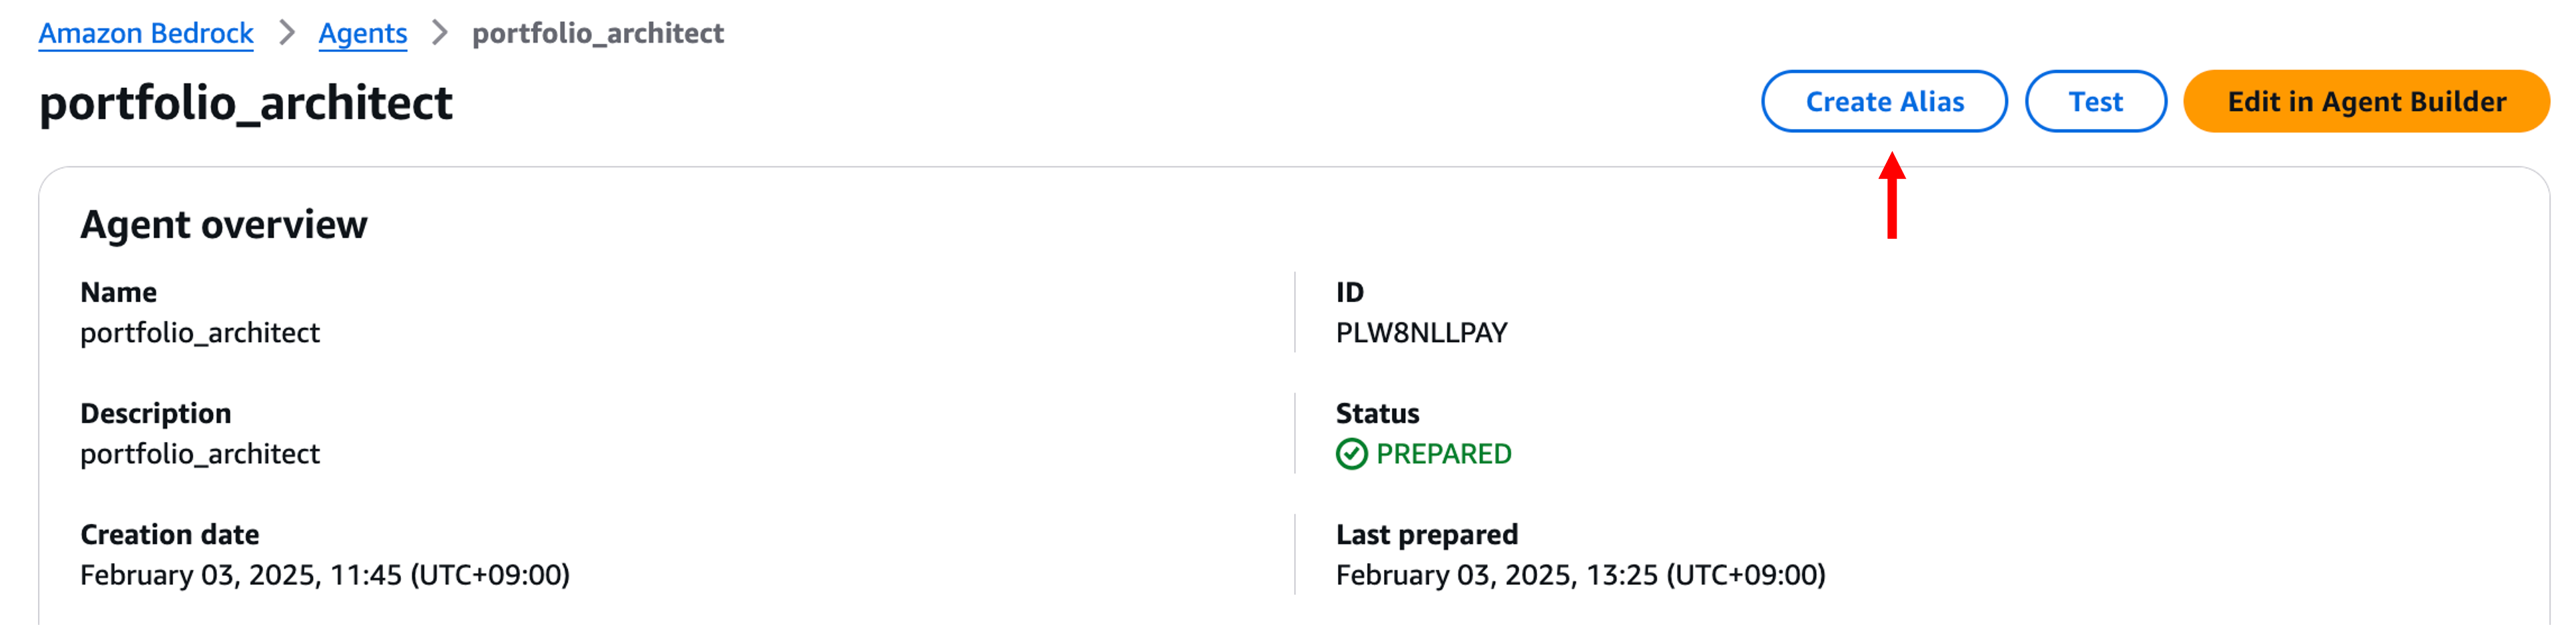 Amazon Bedrock > Agents > portfolio_architect
portfolio_architect
Create Alias
Test
Edit in Agent Builder
Agent overview
Name
portfolio_architect
ID
PLW8NLLPAY
Description
portfolio_architect
Status
PREPARED
Creation date
February 03, 2025, 11:45 (UTC+09:00)
Last prepared
February 03, 2025, 13:25 (UTC+09:00)